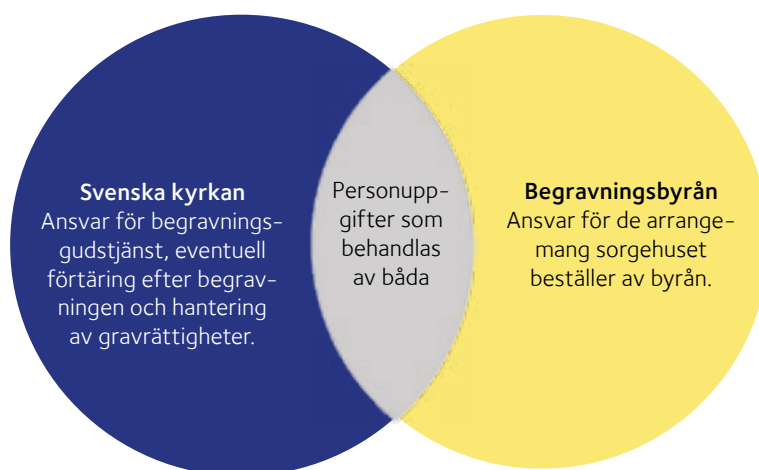 Svenska kyrkan
Ansvar för begravnings-
gudstjänst, eventuell
förtäring efter begrav-
ningen och hantering
av gravrättigheter.
Personupp-
gifter som
behandlas
av båda
Begravningsbyrån
Ansvar för de arrange-
mang sorgehuset
beställer av byrån.